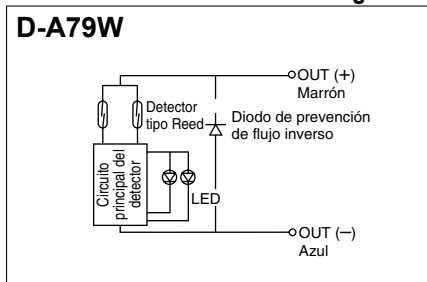 D-A79W
OUT (+)
Marrón
Detector
tipo Reed
Diodo de prevención
de flujo inverso
Circuito
principal del
detector
LED
OUT (−)
Azul